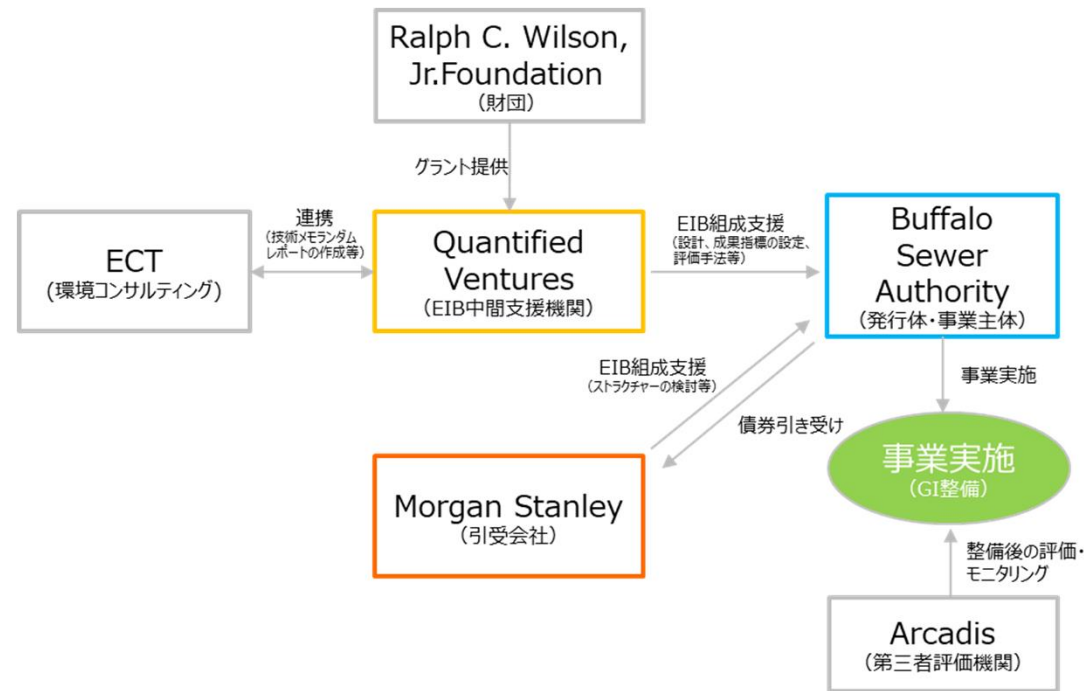 Ralph C. Wilson,
Jr.Foundation
（財団）
グラント提供
ECT
(環境コンサルティング)
連携
（技術メモランダム
レポートの作成等）
Quantified
Ventures
（EIB中間支援機関）
EIB組成支援
（設計、成果指標の設定、
評価手法等）
Buffalo
Sewer
Authority
（発行体・事業主体）
EIB組成支援
（ストラクチャーの検討等）
債券引き受け
事業実施
事業実施
（GI整備）
Morgan Stanley
（引受会社）
整備後の評価・
モニタリング
Arcadis
（第三者評価機関）